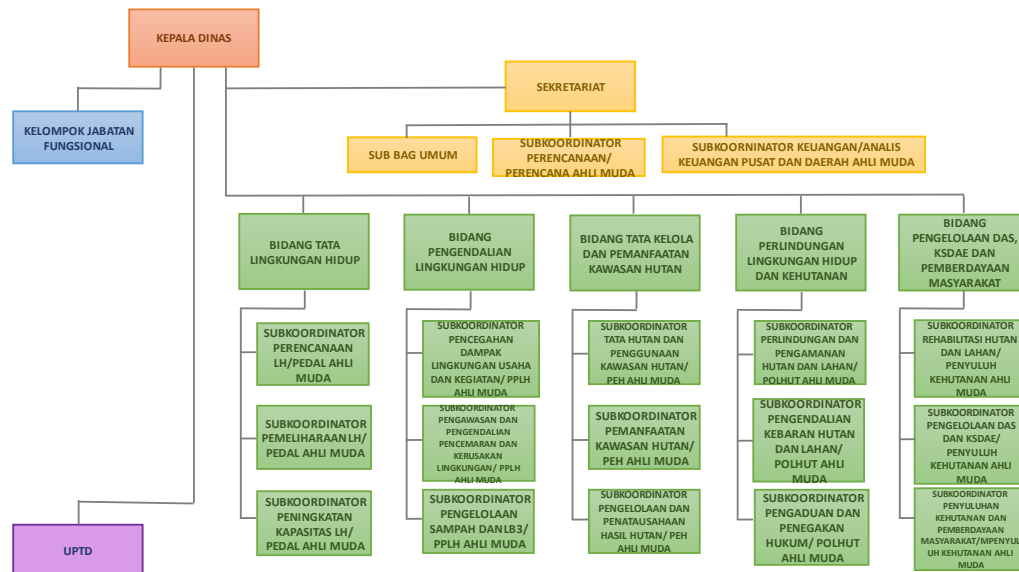 KEPALA DINAS
SEKRETARIAT
KELOMPOK JABATAN
FUNGSIONAL
SUB BAG UMUM
SUBKOORDINATOR
PERENCANAAN/
PERENCANA AHLI MUDA
SUBKOORNINATOR KEUANGAN/ANALIS
KEUANGAN PUSAT DAN DAERAH AHLI MUDA
BIDANG TATA
LINGKUNGAN HIDUP
BIDANG
PENGENDALIAN
LINGKUNGAN HIDUP
BIDANG TATA KELOLA
DAN PEMANFAATAN
KAWASAN HUTAN
BIDANG
PERLINDUNGAN
LINGKUNGAN HIDUP
DAN KEHUTANAN
BIDANG
PENGELOLAAN DAS,
KSDAE DAN
PEMBERDAYAAN
MASYARAKAT
SUBKOORDINATOR
PERENCANAAN
LH/PEDAL AHLI
MUDA
SUBKOORDINATOR
PEMELIHARAAN LH/
PEDAL AHLI MUDA
SUBKOORDINATOR
PENINGKATAN
KAPASITAS LH/
PEDAL AHLI MUDA
SUBKOORDINATOR
PENCEGAHAN
DAMPAK
LINGKUNGAN USAHA
DAN KEGIATAN/ PPLH
AHLI MUDA
SUBKOORDINATOR
PENGAWASAN DAN
PENGENDALIAN
PENCEMARAN DAN
KERUSAKAN
LINGKUNGAN/ PPLH
AHLI MUDA
SUBKOORDINATOR
PENGELOLAAN
SAMPAH DAN LB3/
PPLH AHLI MUDA
SUBKOORDINATOR
TATA HUTAN DAN
PENGGUNAAN
KAWASAN HUTAN/
PEH AHLI MUDA
SUBKOORDINATOR
PEMANFAATAN
KAWASAN HUTAN/
PEH AHLI MUDA
SUBKOORDINATOR
PENGELOLAAN DAN
PENATAUSAHAAN
HASIL HUTAN/ PEH
AHLI MUDA
SUBKOORDINATOR
PERLINDUNGAN DAN
PENGAMANAN
HUTAN DAN LAHAN/
POLHUT AHLI MUDA
SUBKOORDINATOR
PENGENDALIAN
KEBARAN HUTAN
DAN LAHAN/
POLHUT AHLI
MUDA
SUBKOORDINATOR
PENGADUAN DAN
PENEGAKAN
HUKUM/ POLHUT
AHLI MUDA
SUBKOORDINATOR
REHABILITASI HUTAN
DAN LAHAN/
PENYULUH
KEHUTANAN AHLI
MUDA
SUBKOORDINATOR
PENGELOLAAN DAS
DAN KSDAE/
PENYULUH
KEHUTANAN AHLI
MUDA
SUBKOORDINATOR
PENYULUHAN
KEHUTANAN DAN
PEMBERDAYAAN
MASYARAKAT/MPENYUL
UH KEHUTANAN AHLI
MUDA
UPTD